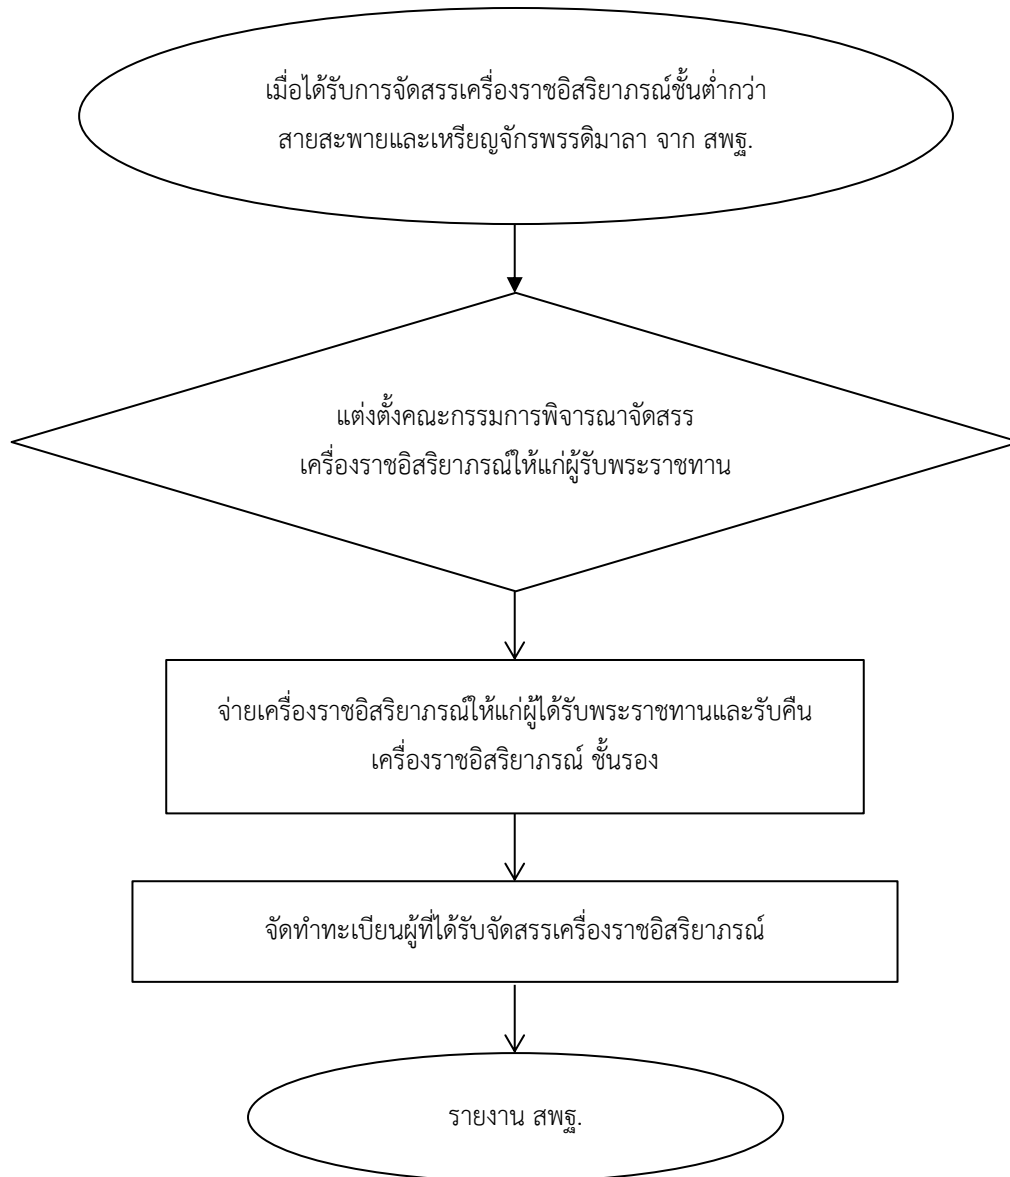 เมื่อได้รับการจัดสรรเครื่องราชอิสริยาภรณ์ชั้นต่ำกว่า
สายสะพายและเหรียญจักรพรรดิมาลา จาก สพฐ.
แต่งตั้งคณะกรรมการพิจารณาจัดสรร
เครื่องราชอิสริยาภรณ์ให้แก่ผู้รับพระราชทาน
จ่ายเครื่องราชอิสริยาภรณ์ให้แก่ผู้ได้รับพระราชทานและรับคืน
เครื่องราชอิสริยาภรณ์ ชั้นรอง
จัดทำทะเบียนผู้ที่ได้รับจัดสรรเครื่องราชอิสริยาภรณ์
รายงาน สพฐ.